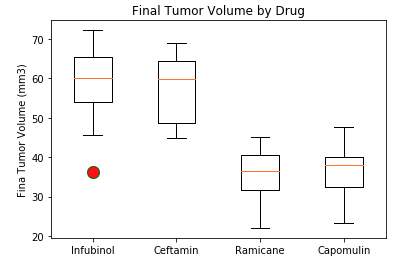 Final Tumor Volume by Drug
Fina Tumor Volume (mm3)
70
60
50
40
30
20
Infubinol
Ceftamin
Ramicane
Capomulin